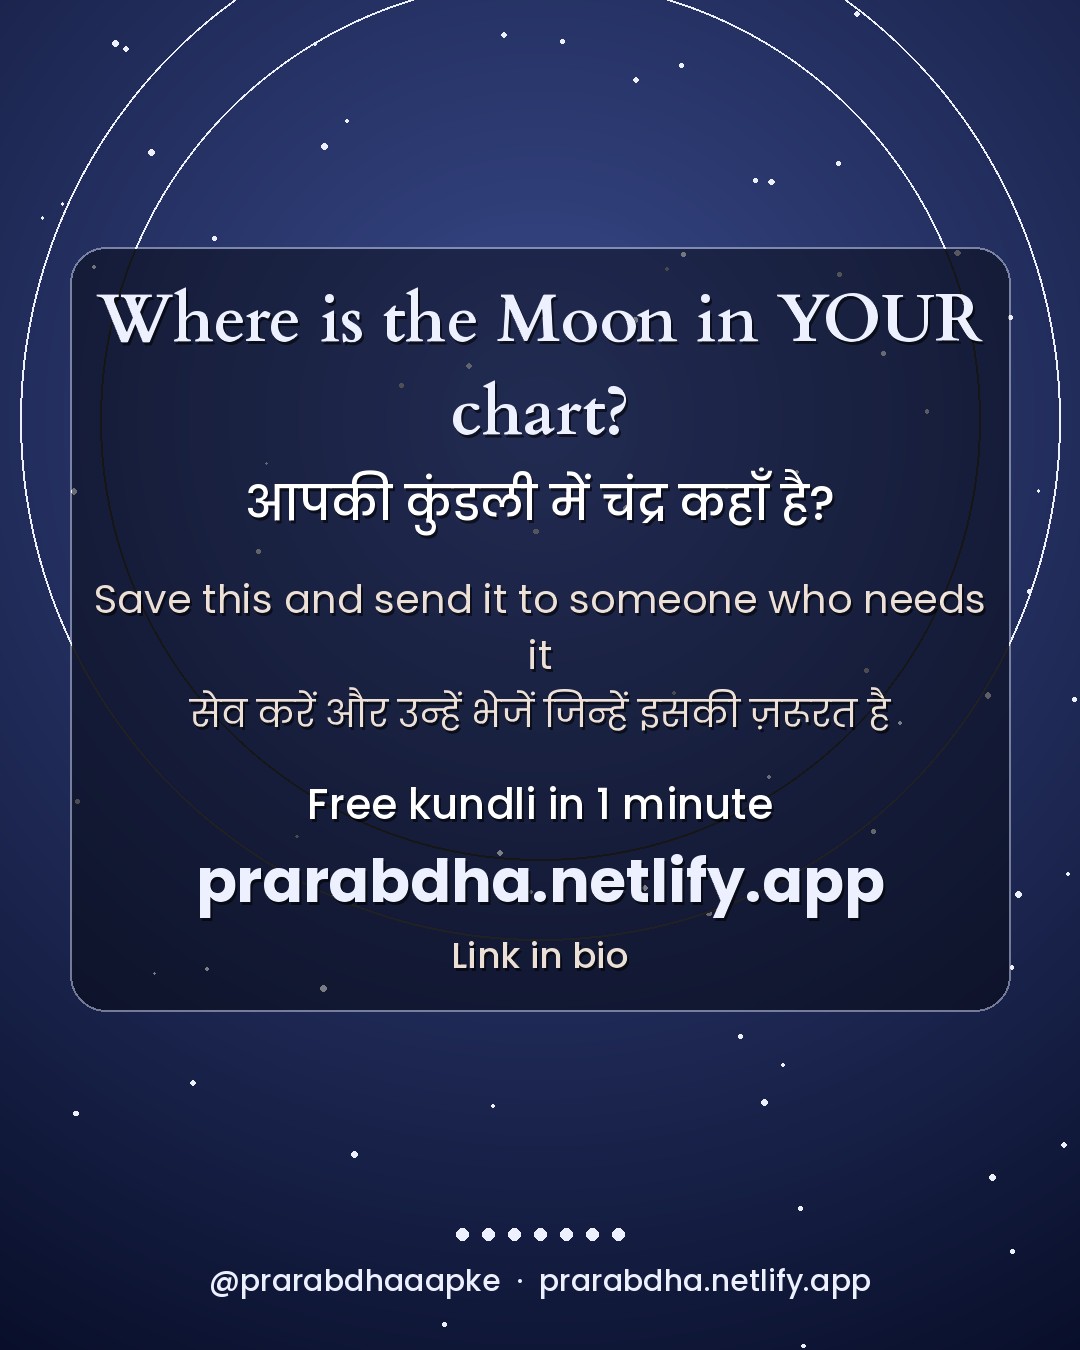 Where is the Moon in YOUR
chart?
आपकी कुंडली में चंद्र कहाँ है?
Save this and send it to someone who needs
it
सेव करें और उन्हें भेजें जिन्हें इसकी ज़रूरत है
Free kundli in 1 minute
prarabdha.netlify.app
Link in bio
@prarabdhaaapke · prarabdha.netlify.app